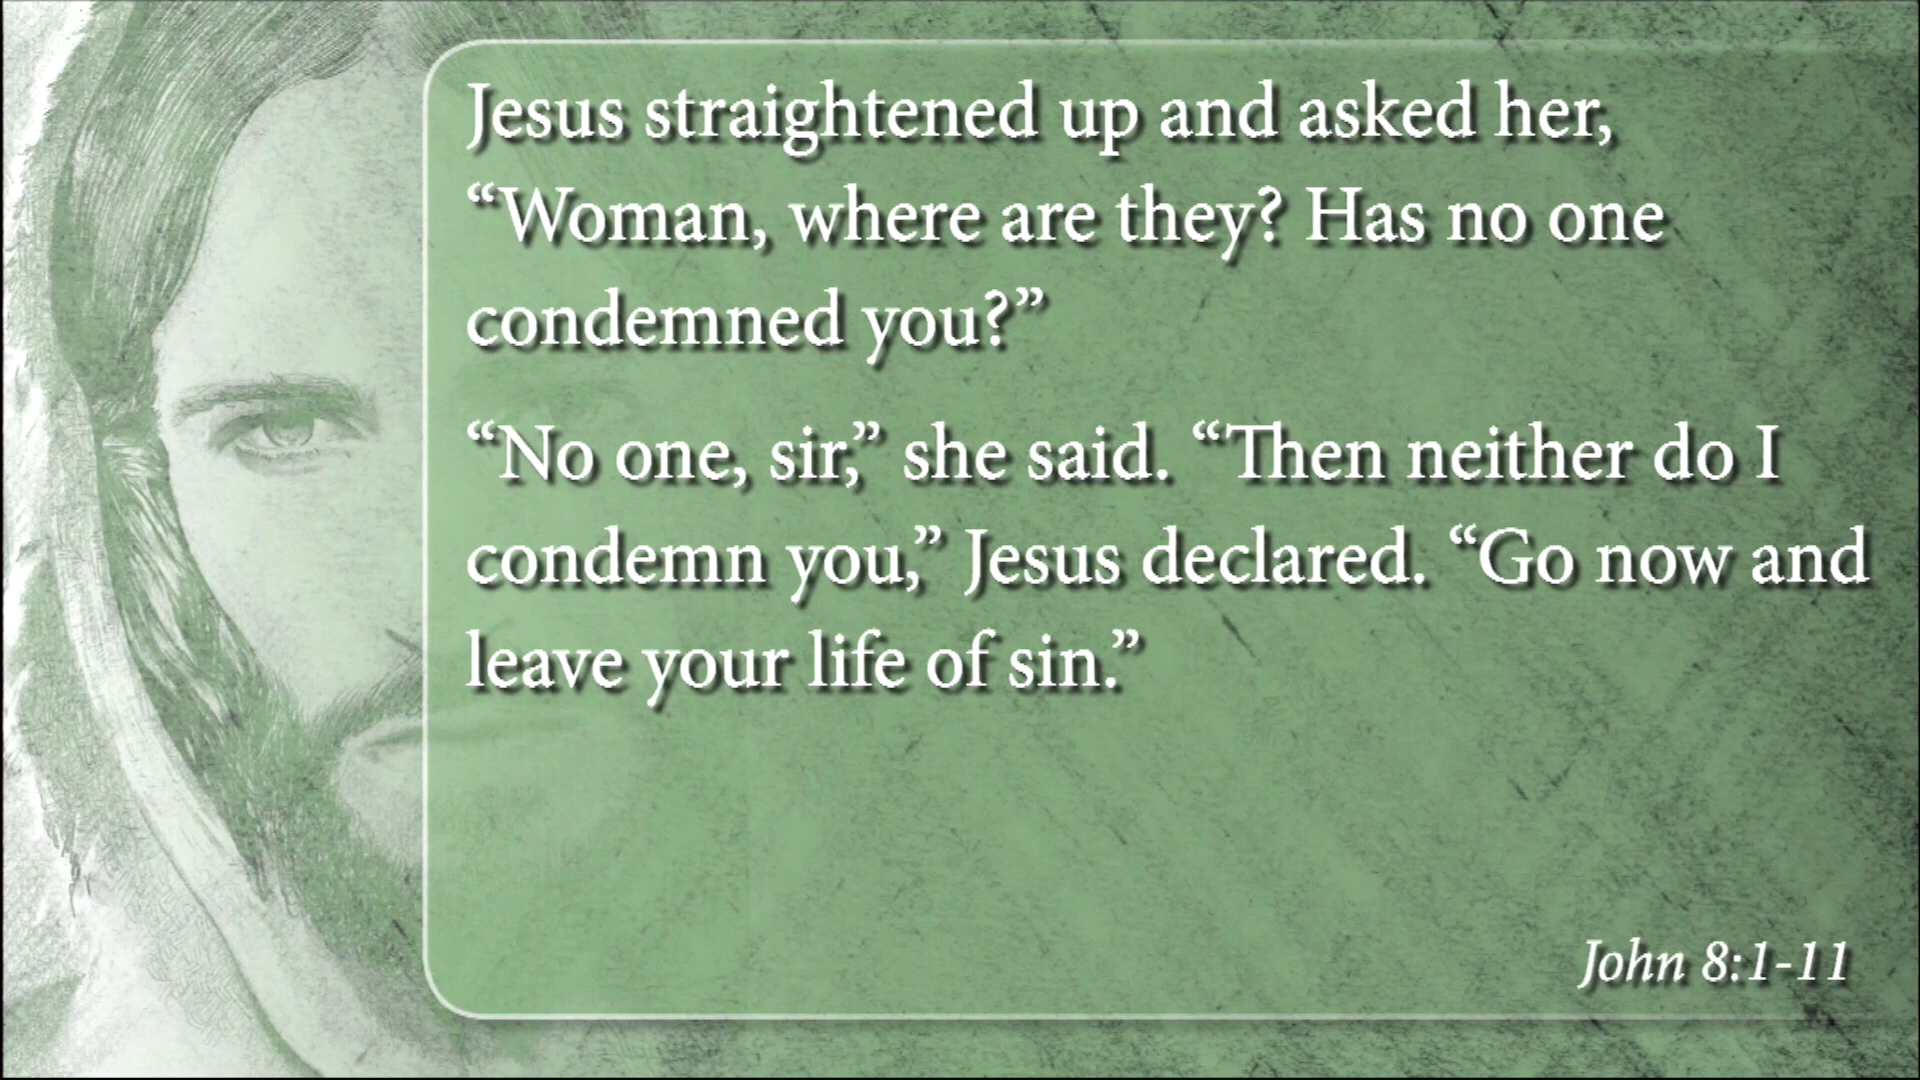 Jesus straightened up and asked her,
“Woman, where are they? Has no one
condemned you?”
“No one, sir,” she said. “Then neither do I
condemn you,” Jesus declared. “Go now and
leave your life of sin.”
John 8:1-11